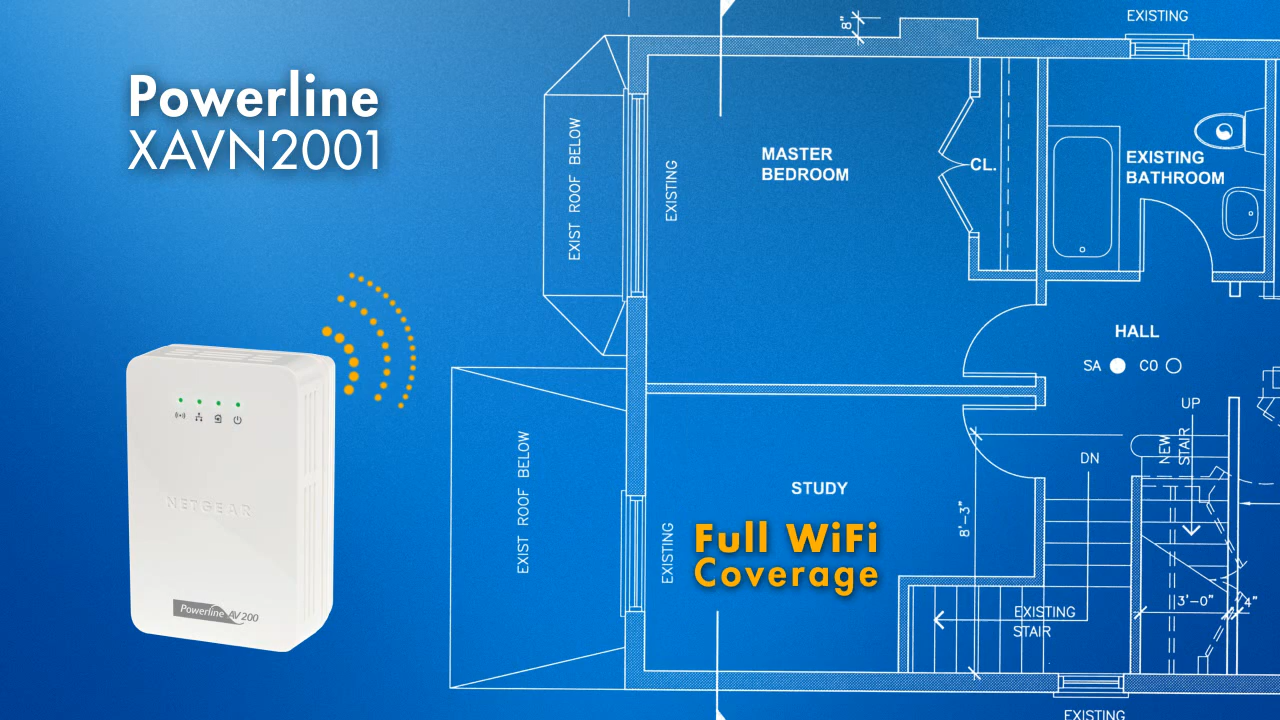 Powerline
XAVN2001
NETGEAR
Powerline AV 200
8"
EXISTING
EXIST ROOF BELOW
EXISTING
MASTER
BEDROOM
CL.
EXISTING
BATHROOM
HALL
SA
CO
UP
NEW
STAIR
DN
EXIST ROOF BELOW
STUDY
EXISTING
Full WiFi
Coverage
8'-3"
EXISTING
STAIR
3'-0"
4"
EXISTING